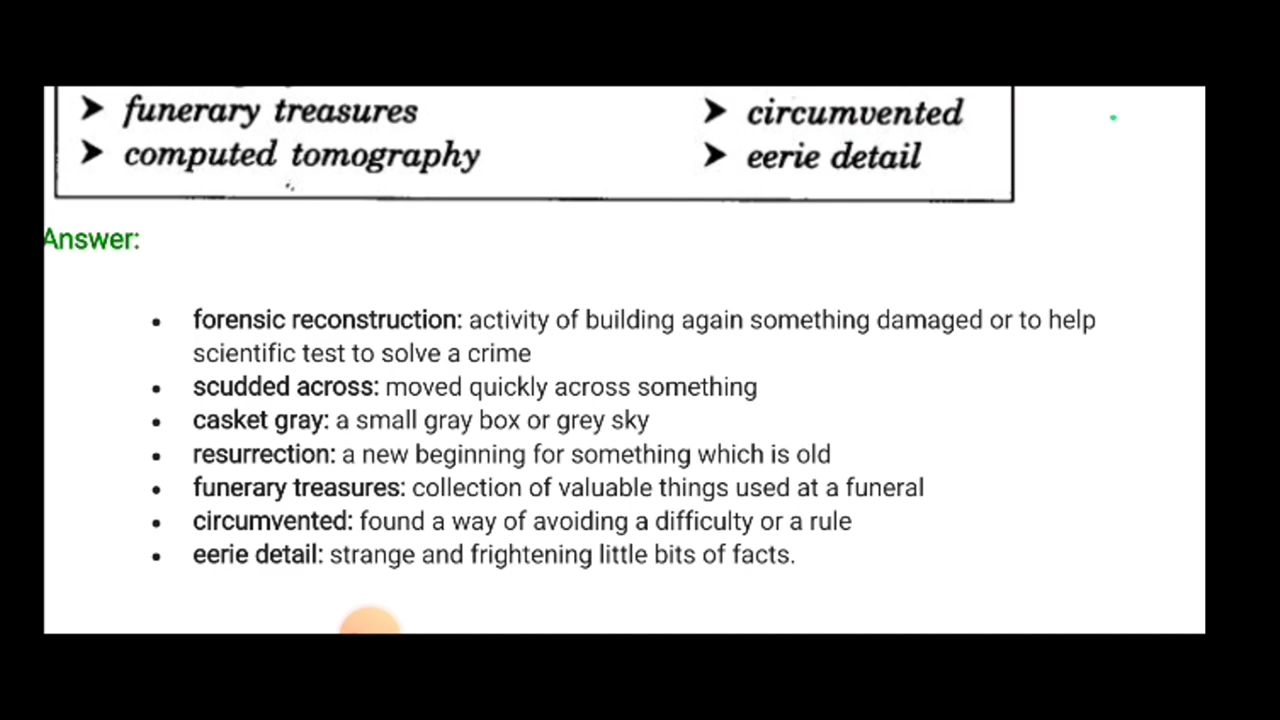 ➤ funerary treasures ➤ circumvented
➤ computed tomography ➤ eerie detail
Answer:
• forensic reconstruction: activity of building again something damaged or to help
scientific test to solve a crime
• scudded across: moved quickly across something
• casket gray: a small gray box or grey sky
• resurrection: a new beginning for something which is old
• funerary treasures: collection of valuable things used at a funeral
• circumvented: found a way of avoiding a difficulty or a rule
• eerie detail: strange and frightening little bits of facts.